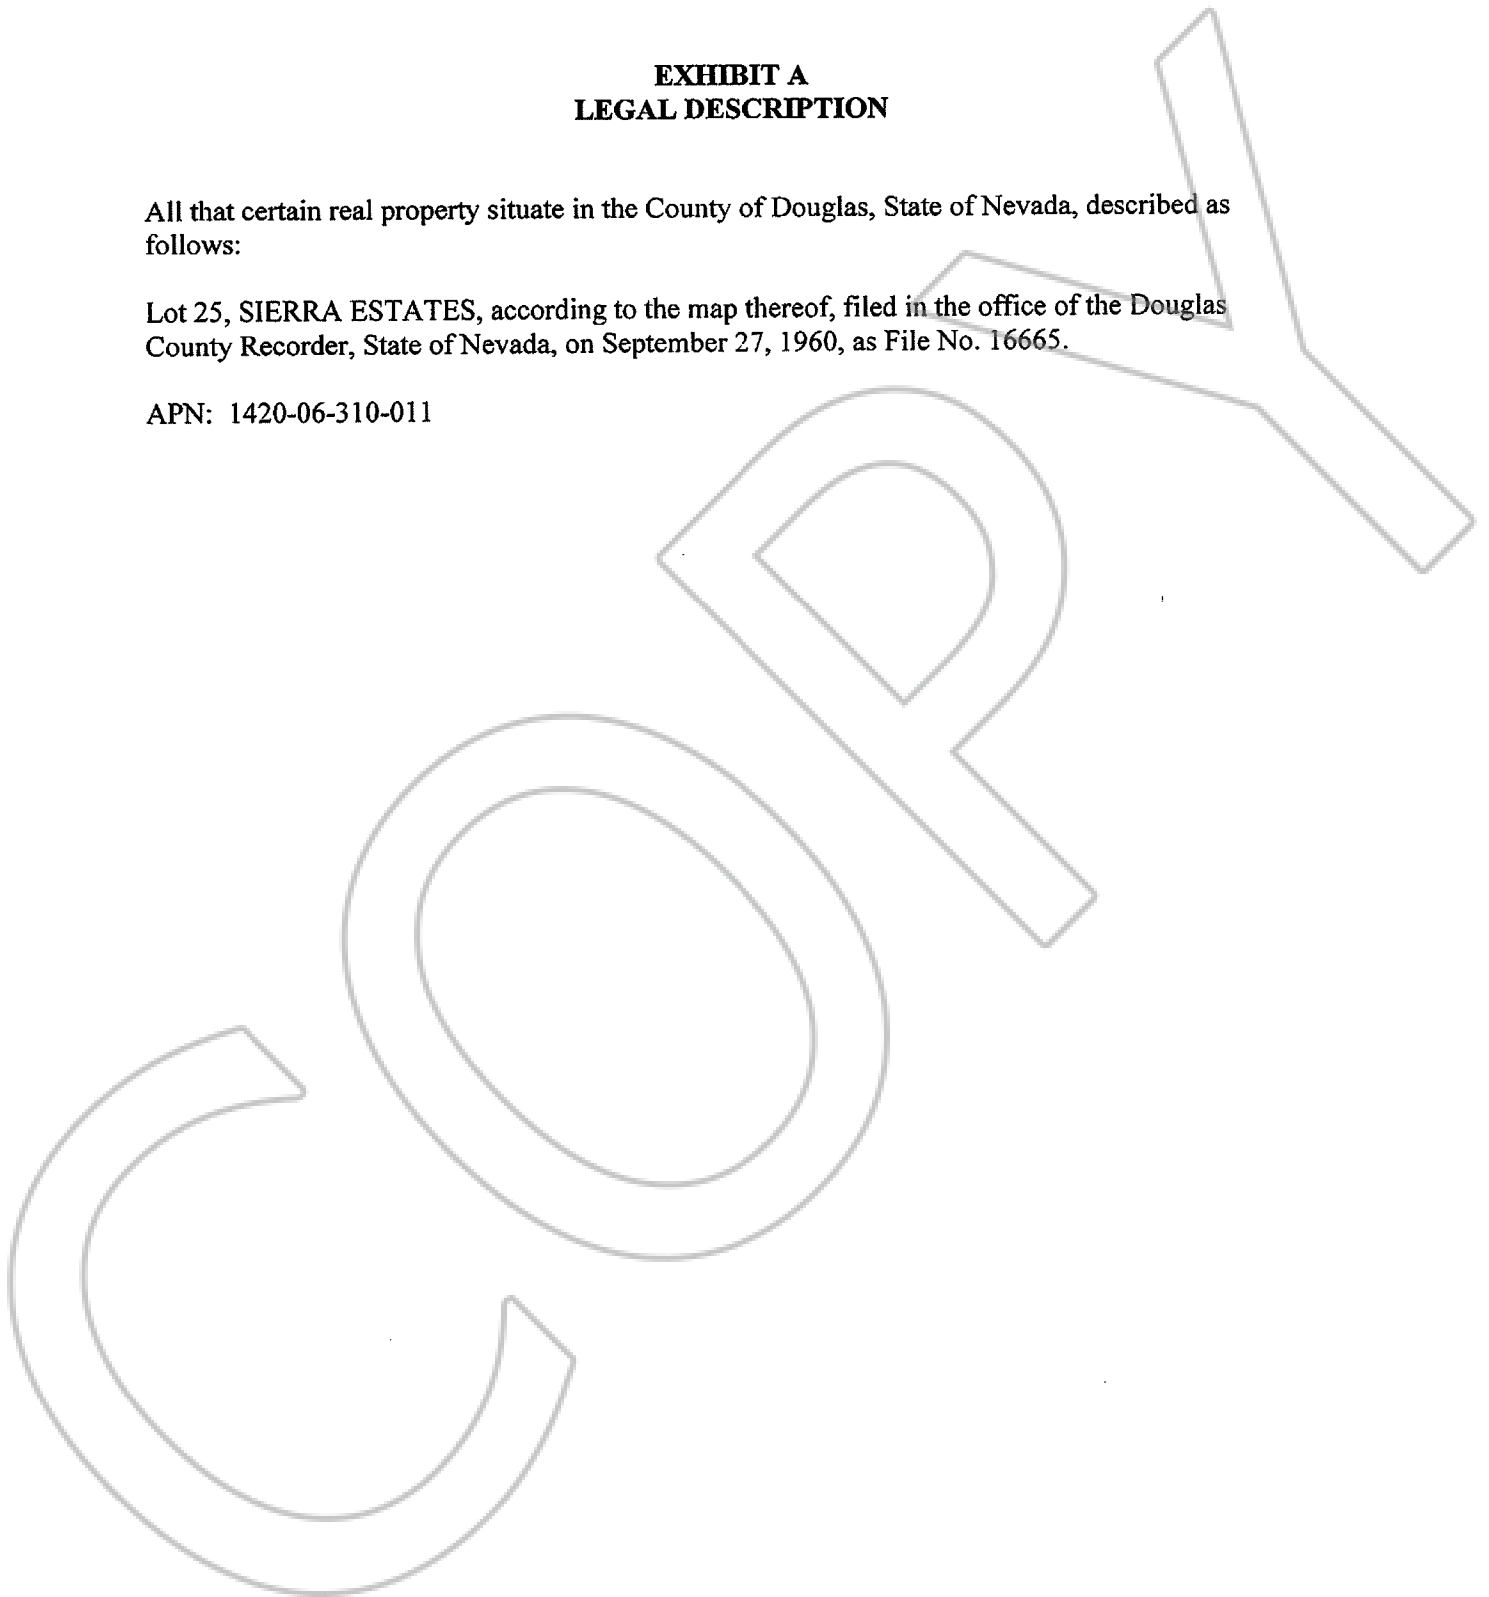 EXHIBIT A
LEGAL DESCRIPTION
All that certain real property situate in the County of Douglas, State of Nevada, described as
follows:
Lot 25, SIERRA ESTATES, according to the map thereof, filed in the office of the Douglas
County Recorder, State of Nevada, on September 27, 1960, as File No. 16665.
APN: 1420-06-310-011
COPY